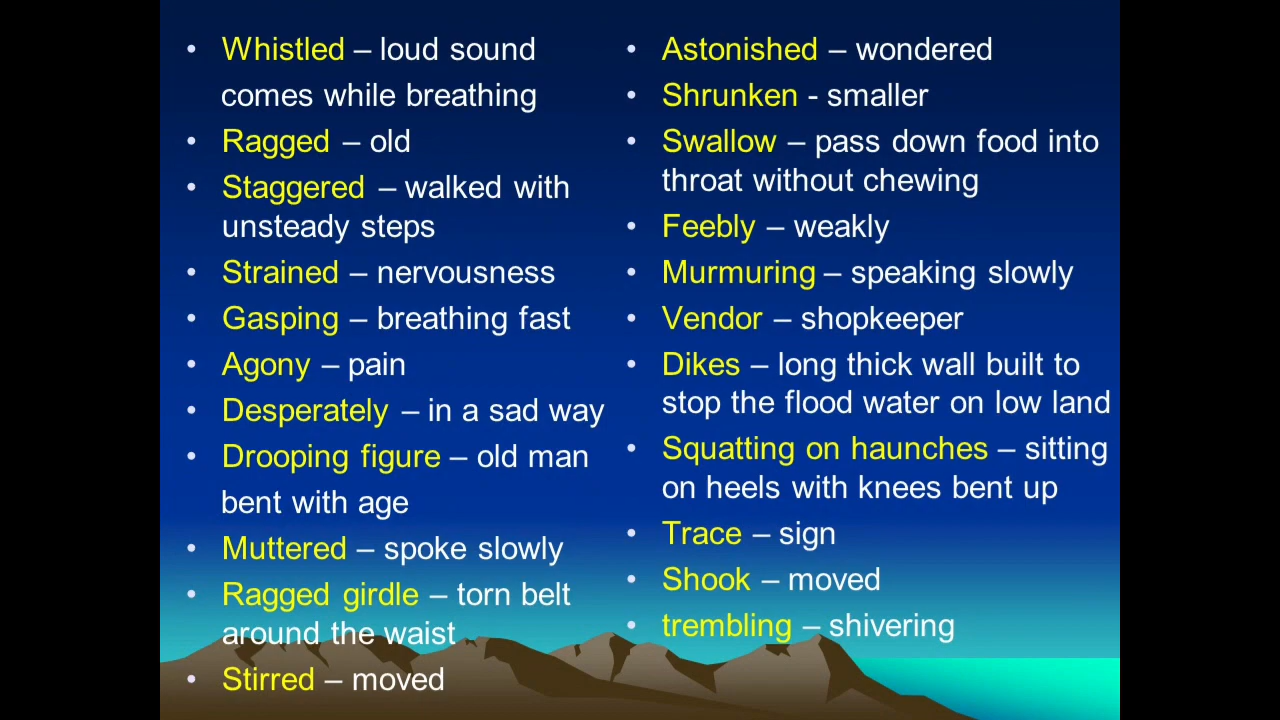 • Whistled – loud sound
comes while breathing
• Ragged – old
• Staggered – walked with
unsteady steps
• Strained – nervousness
• Gasping – breathing fast
• Agony – pain
• Desperately – in a sad way
• Drooping figure – old man
bent with age
• Muttered – spoke slowly
• Ragged girdle – torn belt
around the waist
• Stirred – moved
• Astonished – wondered
• Shrunken - smaller
• Swallow – pass down food into
throat without chewing
• Feebly – weakly
• Murmuring – speaking slowly
• Vendor – shopkeeper
• Dikes – long thick wall built to
stop the flood water on low land
• Squatting on haunches – sitting
on heels with knees bent up
• Trace – sign
• Shook – moved
• trembling – shivering